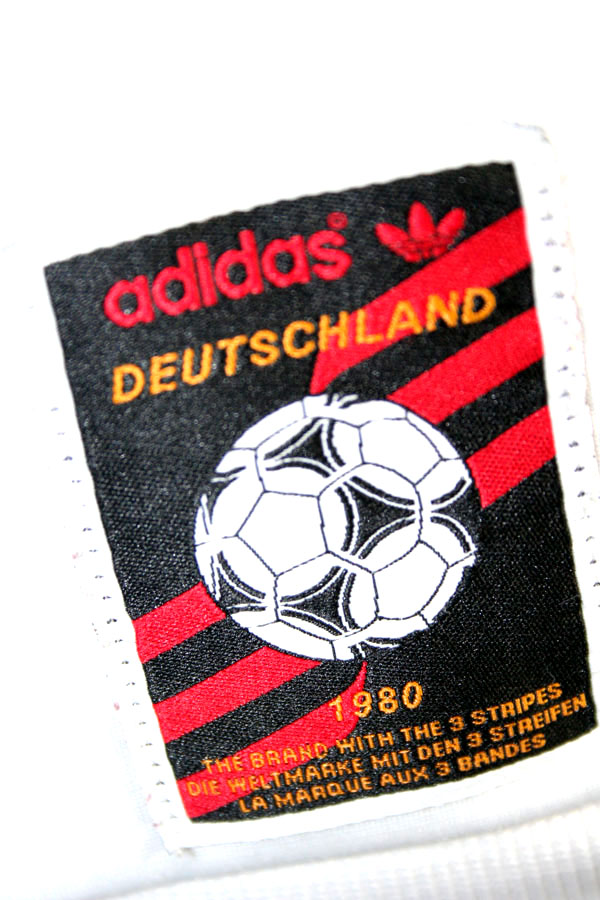 adidas®
DEUTSCHLAND
1980
THE BRAND WITH THE 3 STRIPES
DIE WELTMARKE MIT DEN 3 STREIFEN
LA MARQUE AUX 3 BANDES